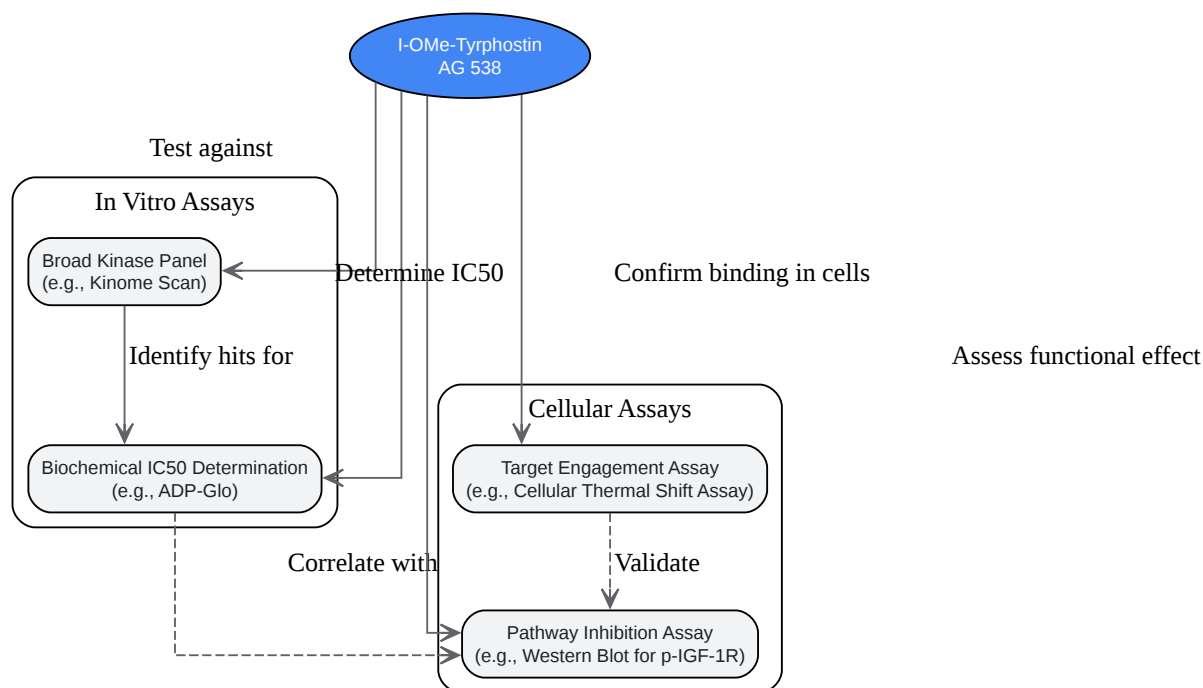 I-OMe-Tyrphostin
AG 538
Test against
In Vitro Assays
Broad Kinase Panel
(e.g., Kinome Scan)
Determine IC50
Confirm binding in cells
Identify hits for
Assess functional effect
Cellular Assays
Biochemical IC50 Determination
(e.g., ADP-Glo)
Target Engagement Assay
(e.g., Cellular Thermal Shift Assay)
Correlate with
Validate
Pathway Inhibition Assay
(e.g., Western Blot for p-IGF-1R)